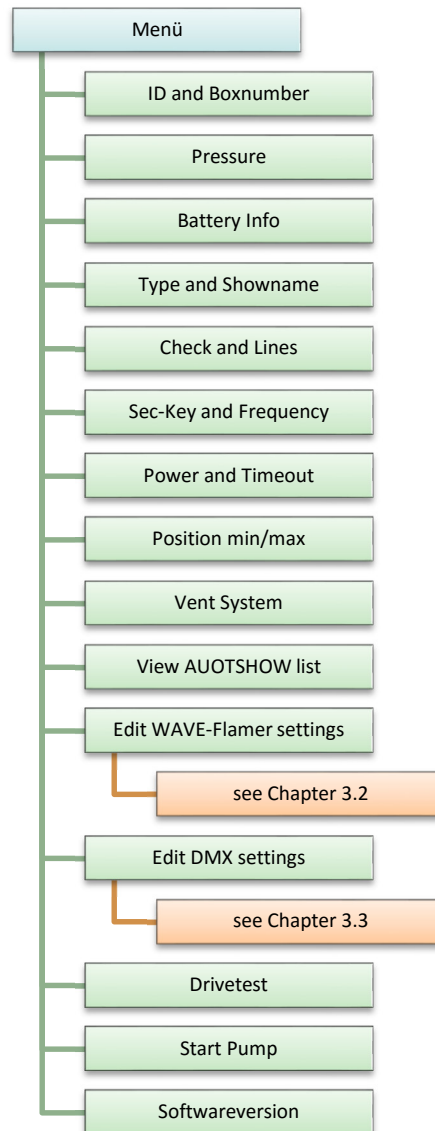 Menü
ID and Boxnumber
Pressure
Battery Info
Type and Showname
Check and Lines
Sec-Key and Frequency
Power and Timeout
Position min/max
Vent System
View AUOTSHOW list
Edit WAVE-Flamer settings
see Chapter 3.2
Edit DMX settings
see Chapter 3.3
Drivetest
Start Pump
Softwareversion